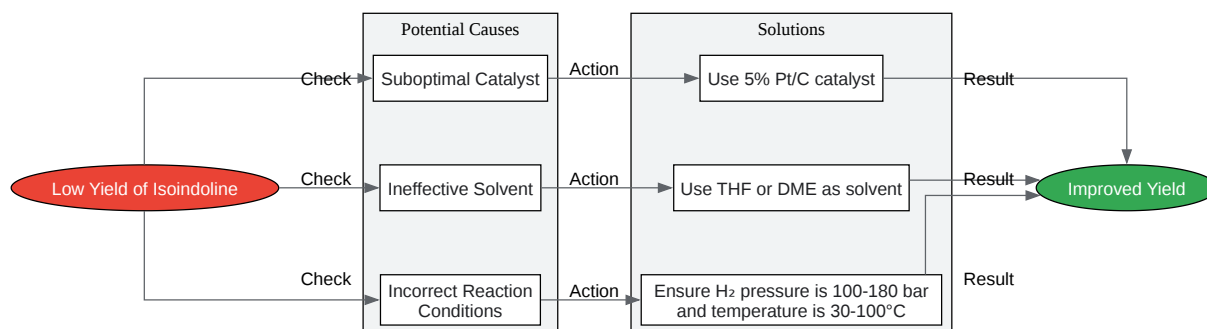 Potential Causes
Solutions
Check
Suboptimal Catalyst
Action
Use 5% Pt/C catalyst
Result
Low Yield of Isoindoline
Check
Ineffective Solvent
Action
Use THF or DME as solvent
Result
Improved Yield
Check
Incorrect Reaction
Conditions
Action
Ensure H₂ pressure is 100-180 bar
and temperature is 30-100°C
Result